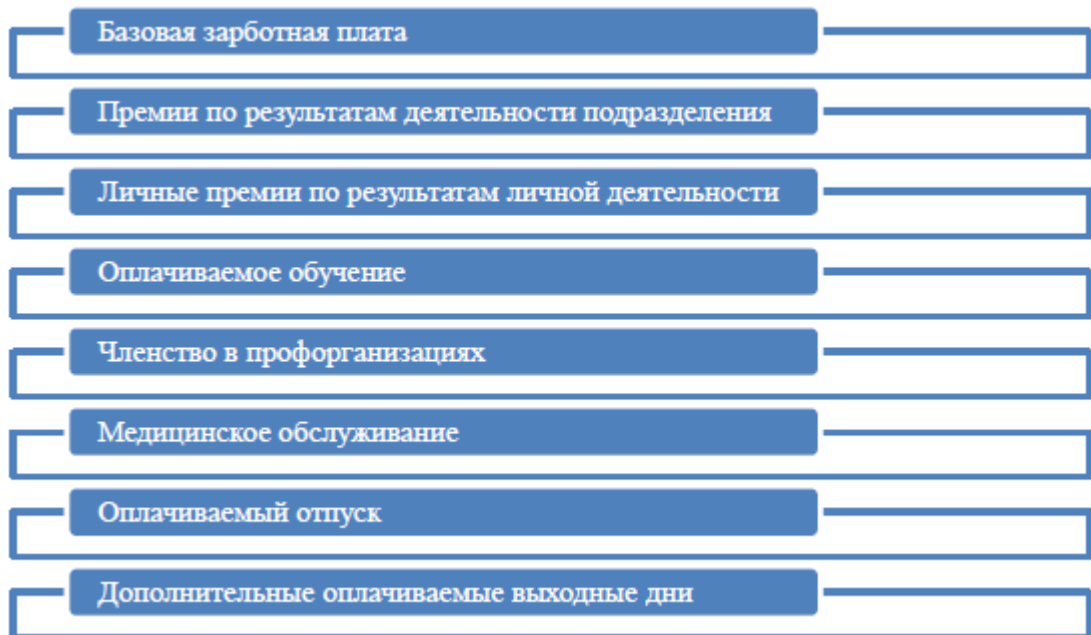 Базовая зарботная плата
Премии по результатам деятельности подразделения
Личные премии по результатам личной деятельности
Оплачиваемое обучение
Членство в профорганизациях
Медицинское обслуживание
Оплачиваемый отпуск
Дополнительные оплачиваемые выходные дни